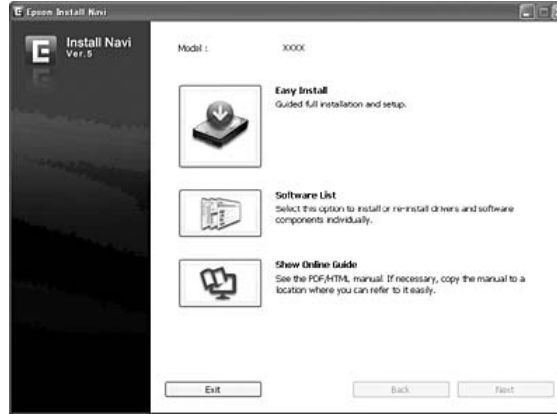 Epson Install Navi
Install Navi
Ver.5
Model : XXXX
Easy Install
Guided full installation and setup.
Software List
Select this option to install or re-install drivers and software
components individually.
Show Online Guide
See the PDF/HTML manual. If necessary, copy the manual to a
location where you can refer to it easily.
Exit
Back
Next